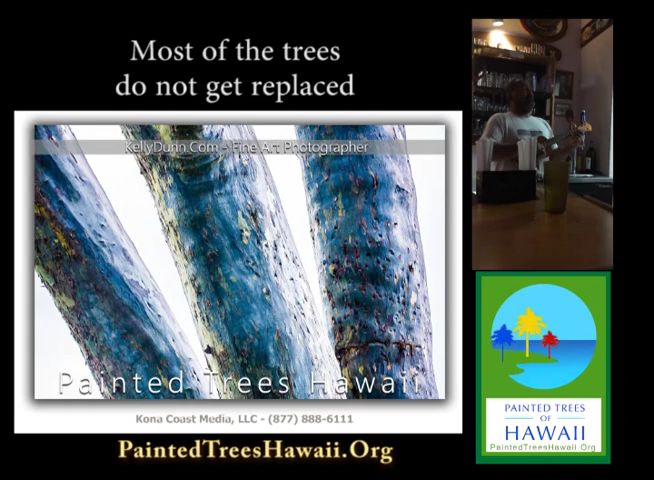 Most of the trees
do not get replaced
KellyDunn.Com - Fine Art Photographer
Painted Trees Hawaii
Kona Coast Media, LLC - (877) 888-6111
PaintedTreesHawaii.Org
PAINTED TREES
OF
HAWAII
PaintedTreesHawaii.Org